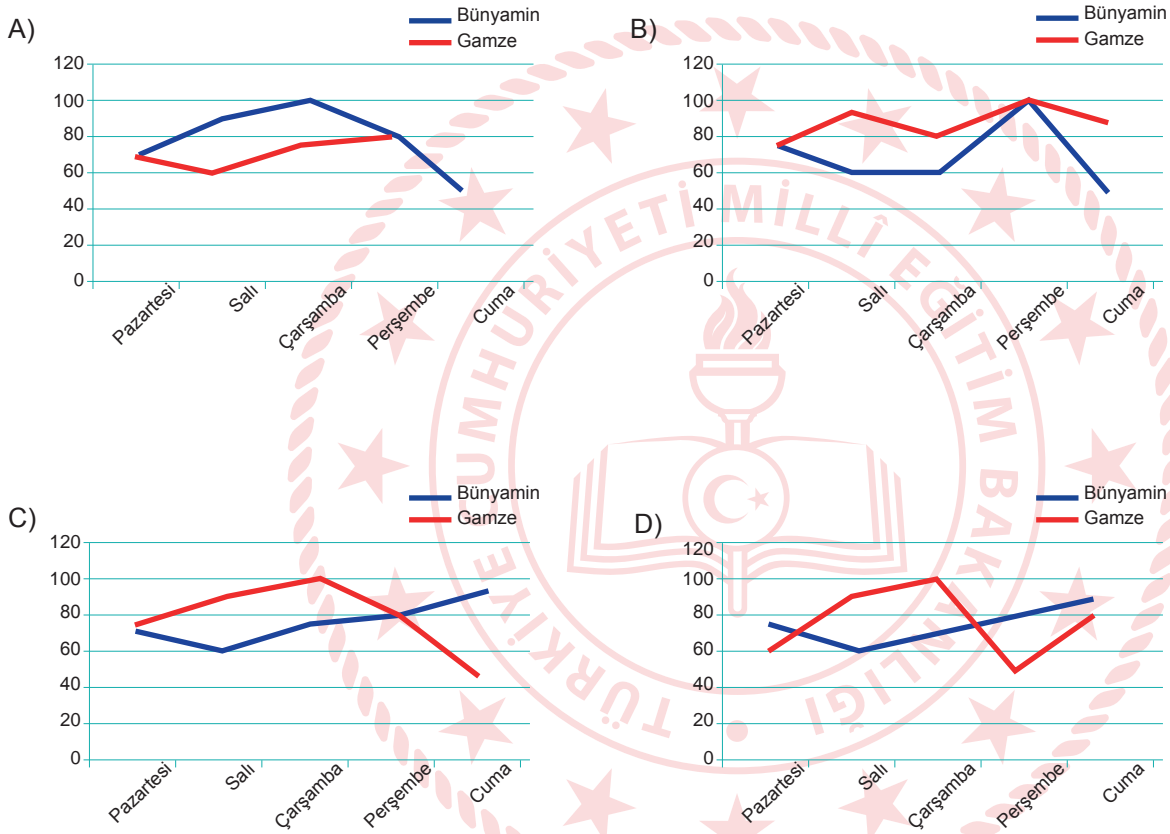 A)
Bünyamin
Gamze
120
100
80
60
40
20
0
Pazartesi
Salı
Çarşamba
Perşembe
Cuma
B)
Bünyamin
Gamze
120
100
80
60
40
20
0
Pazartesi
Salı
Çarşamba
Perşembe
Cuma
C)
Bünyamin
Gamze
120
100
80
60
40
20
0
Pazartesi
Salı
Çarşamba
Perşembe
Cuma
D)
Bünyamin
Gamze
120
100
80
60
40
20
0
Pazartesi
Salı
Çarşamba
Perşembe
Cuma
TÜRKİYE CUMHURİYETİ MİLLÎ EĞİTİM BAKANLIĞI